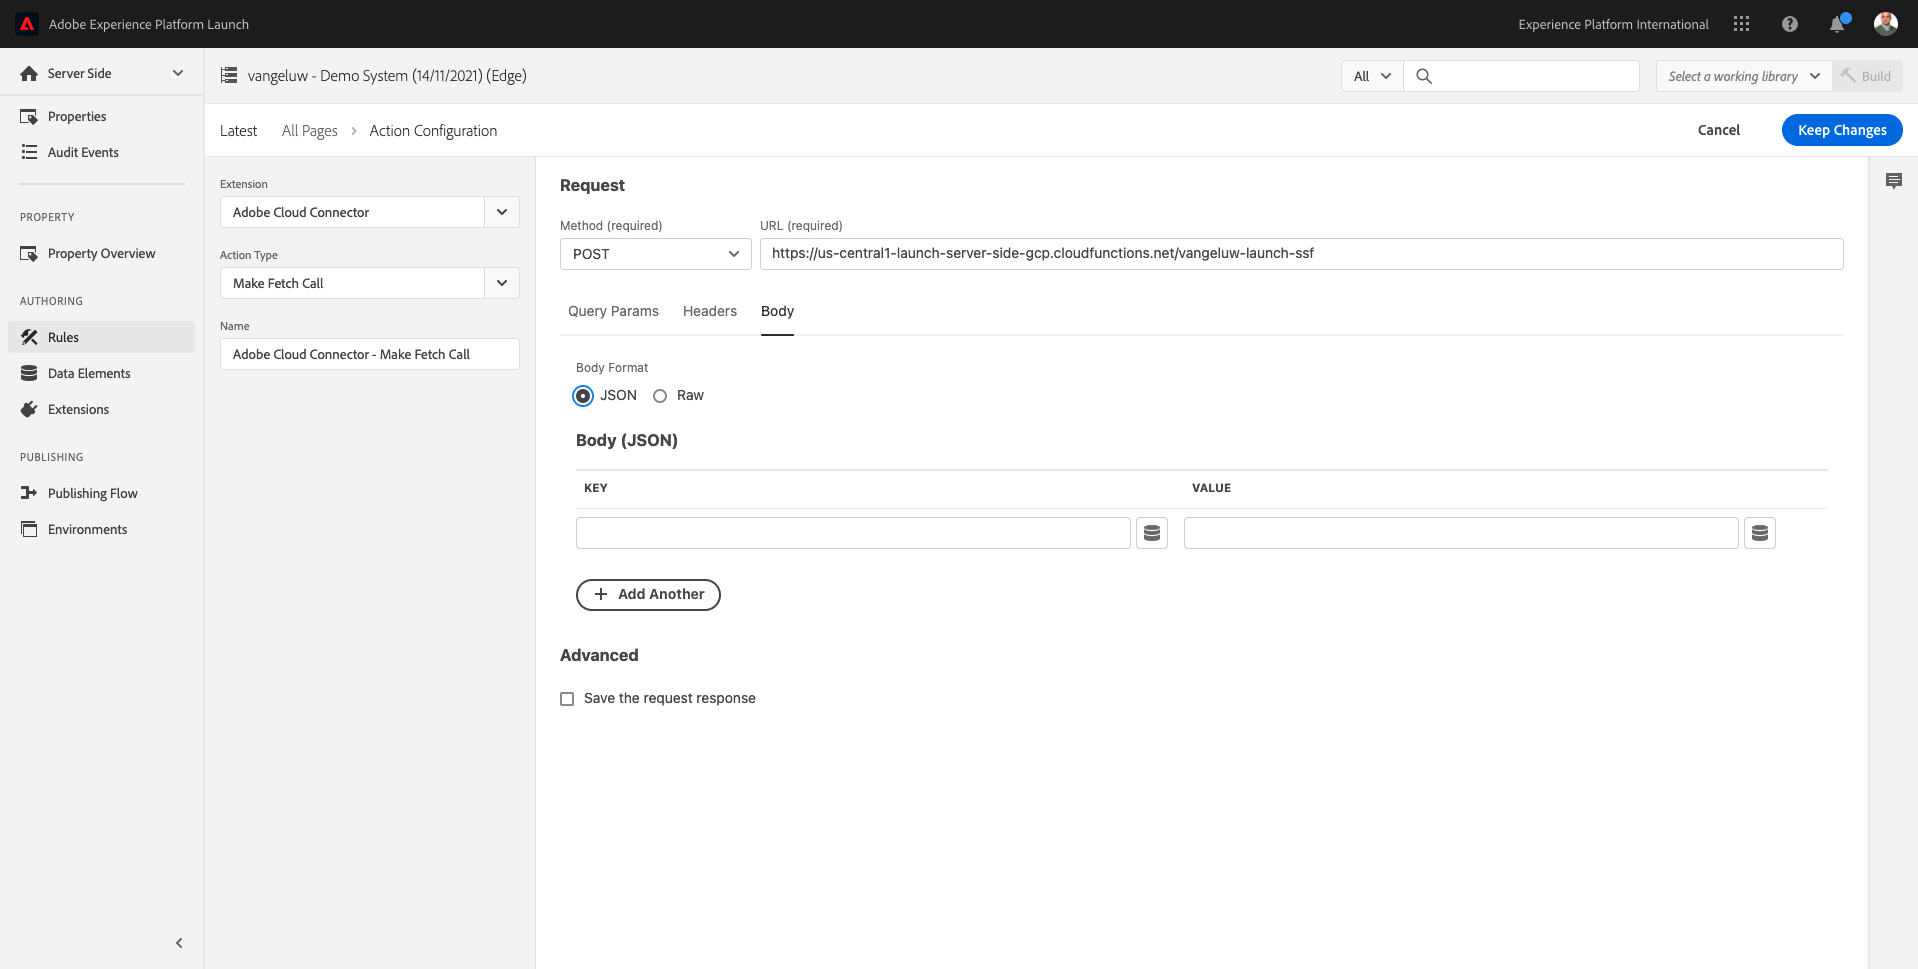 Adobe Experience Platform Launch
Experience Platform International
Server Side
vangeluw - Demo System (14/11/2021) (Edge)
All
Select a working library
Build
Properties
Audit Events
PROPERTY
Property Overview
AUTHORING
Rules
Data Elements
Extensions
PUBLISHING
Publishing Flow
Environments
Latest
All Pages > Action Configuration
Cancel
Keep Changes
Extension
Adobe Cloud Connector
Action Type
Make Fetch Call
Name
Adobe Cloud Connector - Make Fetch Call
Request
Method (required)
URL (required)
POST
https://us-central1-launch-server-side-gcp.cloudfunctions.net/vangeluw-launch-ssf
Query Params
Headers
Body
Body Format
JSON
Raw
Body (JSON)
KEY
VALUE
+ Add Another
Advanced
Save the request response